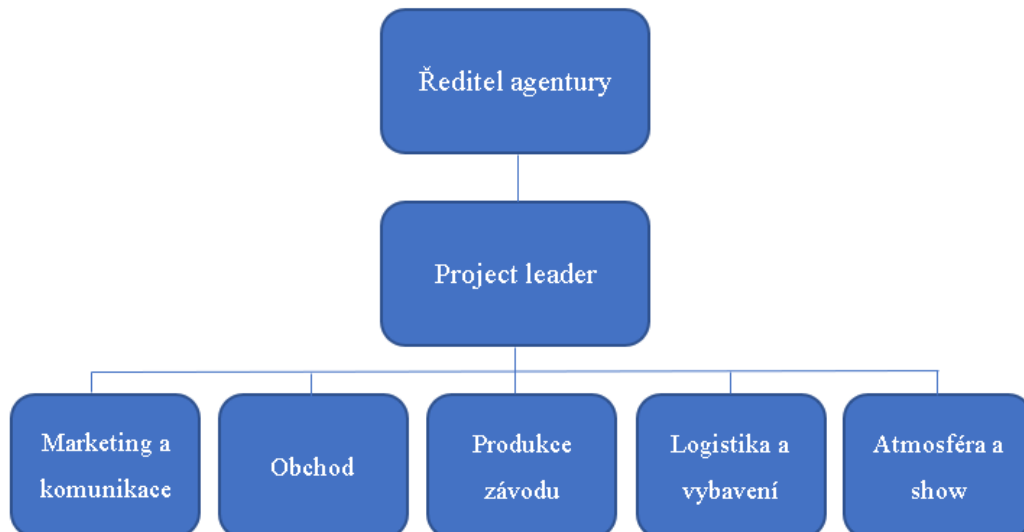 Ředitel agentury
Project leader
Marketing a
komunikace
Obchod
Produkce
závodu
Logistika a
vybavení
Atmosféra a
show